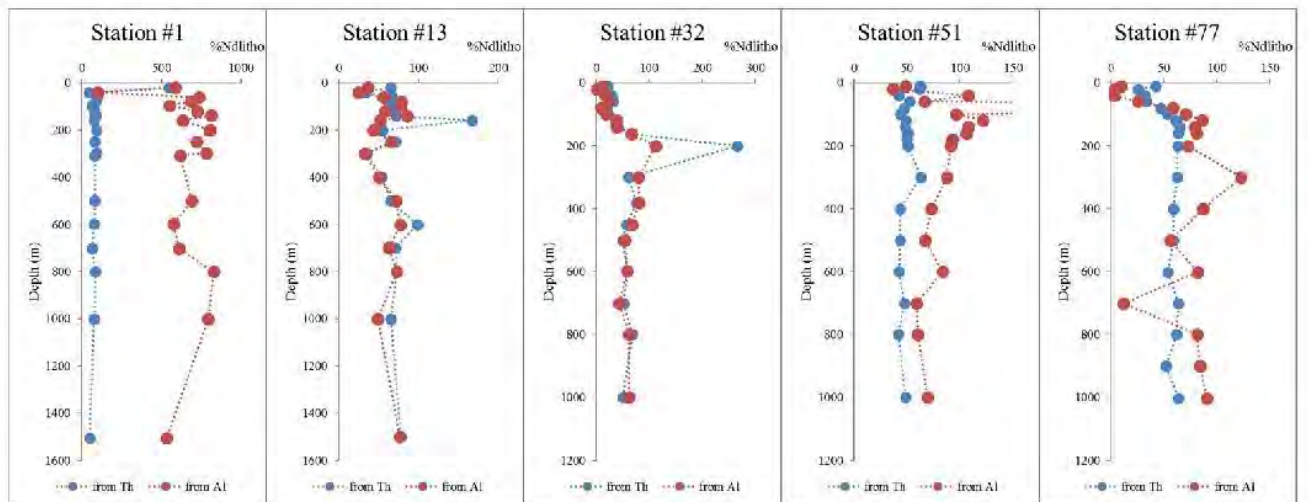 Station #1
%Ndlitho
0 500 1000
0
200
400
600
800
1000
1200
1400
1600
Depth (m)
from Th from Al
Station #13
%Ndlitho
0 100 200
0
200
400
600
800
1000
1200
1400
1600
Depth (m)
from Th from Al
Station #32
%Ndlitho
0 100 200 300
0
200
400
600
800
1000
1200
Depth (m)
from Th from Al
Station #51
%Ndlitho
0 50 100 150
0
200
400
600
800
1000
1200
Depth (m)
from Th from Al
Station #77
%Ndlitho
0 50 100 150
0
200
400
600
800
1000
1200
Depth (m)
from Th from Al